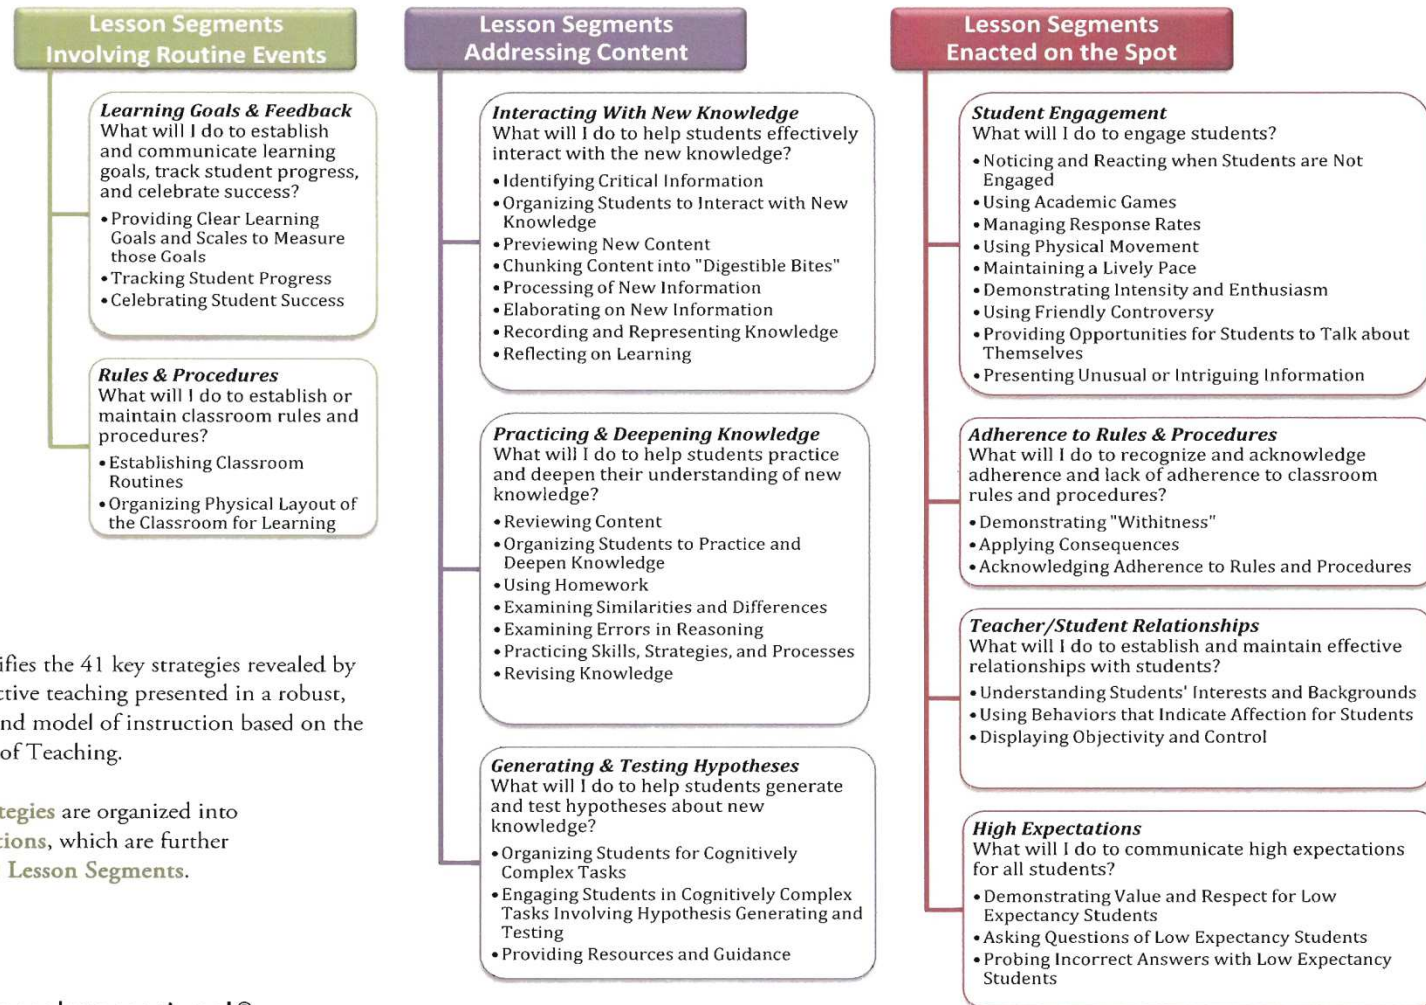 Lesson Segments
Involving Routine Events
Learning Goals & Feedback
What will I do to establish
and communicate learning
goals, track student progress,
and celebrate success?
• Providing Clear Learning
Goals and Scales to Measure
those Goals
• Tracking Student Progress
• Celebrating Student Success
Rules & Procedures
What will I do to establish or
maintain classroom rules and
procedures?
• Establishing Classroom
Routines
• Organizing Physical Layout of
the Classroom for Learning
ifies the 41 key strategies revealed by
ctive teaching presented in a robust,
nd model of instruction based on the
of Teaching.
tegies are organized into
tions, which are further
Lesson Segments.
Lesson Segments
Addressing Content
Interacting With New Knowledge
What will I do to help students effectively
interact with the new knowledge?
• Identifying Critical Information
• Organizing Students to Interact with New
Knowledge
• Previewing New Content
• Chunking Content into "Digestible Bites"
• Processing of New Information
• Elaborating on New Information
• Recording and Representing Knowledge
• Reflecting on Learning
Practicing & Deepening Knowledge
What will I do to help students practice
and deepen their understanding of new
knowledge?
• Reviewing Content
• Organizing Students to Practice and
Deepen Knowledge
• Using Homework
• Examining Similarities and Differences
• Examining Errors in Reasoning
• Practicing Skills, Strategies, and Processes
• Revising Knowledge
Generating & Testing Hypotheses
What will I do to help students generate
and test hypotheses about new
knowledge?
• Organizing Students for Cognitively
Complex Tasks
• Engaging Students in Cognitively Complex
Tasks Involving Hypothesis Generating and
Testing
• Providing Resources and Guidance
Lesson Segments
Enacted on the Spot
Student Engagement
What will I do to engage students?
• Noticing and Reacting when Students are Not
Engaged
• Using Academic Games
• Managing Response Rates
• Using Physical Movement
• Maintaining a Lively Pace
• Demonstrating Intensity and Enthusiasm
• Using Friendly Controversy
• Providing Opportunities for Students to Talk about
Themselves
• Presenting Unusual or Intriguing Information
Adherence to Rules & Procedures
What will I do to recognize and acknowledge
adherence and lack of adherence to classroom
rules and procedures?
• Demonstrating "Withitness"
• Applying Consequences
• Acknowledging Adherence to Rules and Procedures
Teacher/Student Relationships
What will I do to establish and maintain effective
relationships with students?
• Understanding Students' Interests and Backgrounds
• Using Behaviors that Indicate Affection for Students
• Displaying Objectivity and Control
High Expectations
What will I do to communicate high expectations
for all students?
• Demonstrating Value and Respect for Low
Expectancy Students
• Asking Questions of Low Expectancy Students
• Probing Incorrect Answers with Low Expectancy
Students